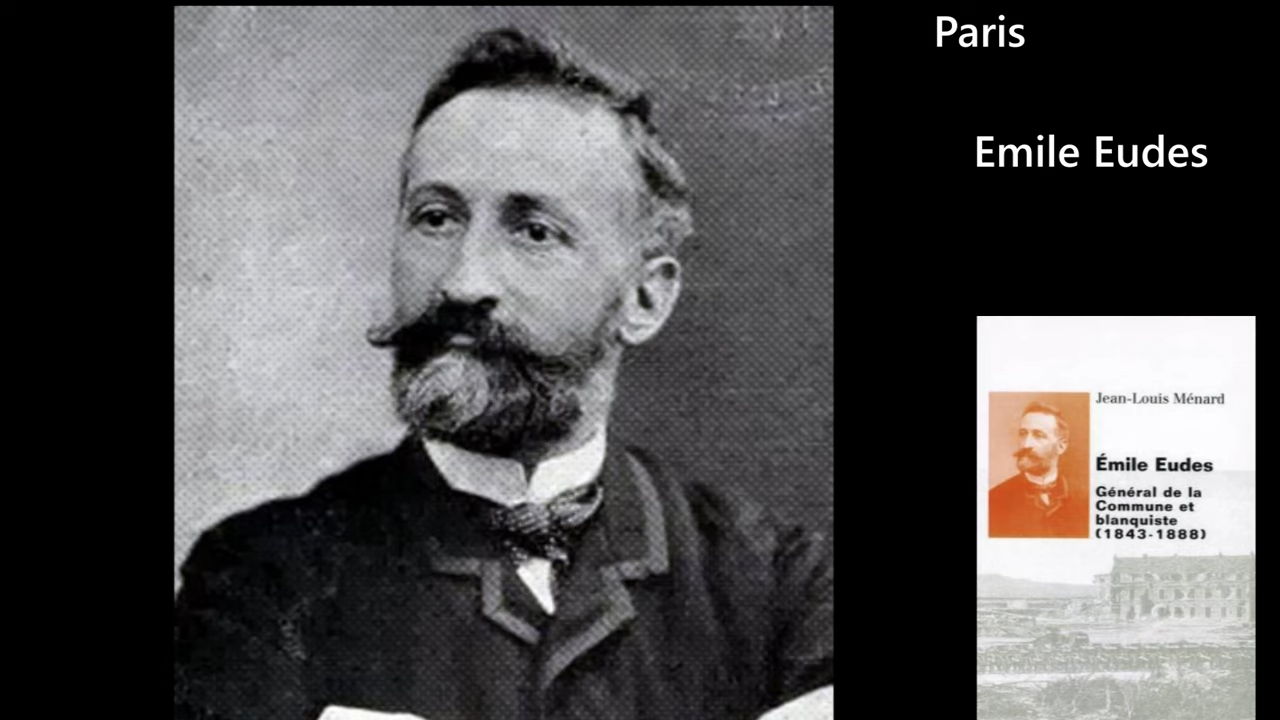 Paris
Emile Eudes
Jean-Louis Ménard
Émile Eudes
Général de la
Commune et
blanquiste
(1843-1888)